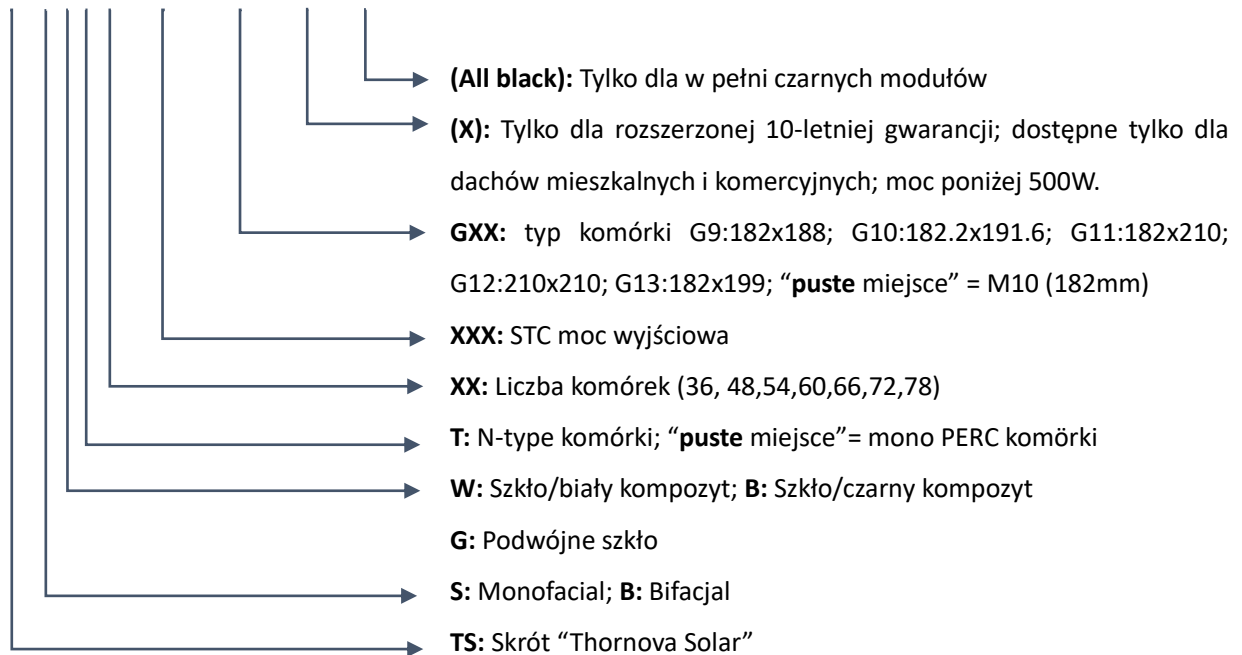 (All black): Tylko dla w pełni czarnych modułów
(X): Tylko dla rozszerzonej 10-letniej gwarancji; dostępne tylko dla
dachów mieszkalnych i komercyjnych; moc poniżej 500W.
GXX: typ komórki G9:182x188; G10:182.2x191.6; G11:182x210;
G12:210x210; G13:182x199; “puste miejsce” = M10 (182mm)
XXX: STC moc wyjściowa
XX: Liczba komórek (36, 48,54,60,66,72,78)
T: N-type komórki; “puste miejsce”= mono PERC komörki
W: Szkło/biały kompozyt; B: Szkło/czarny kompozyt
G: Podwójne szkło
S: Monofacial; B: Bifacjal
TS: Skrót “Thornova Solar”